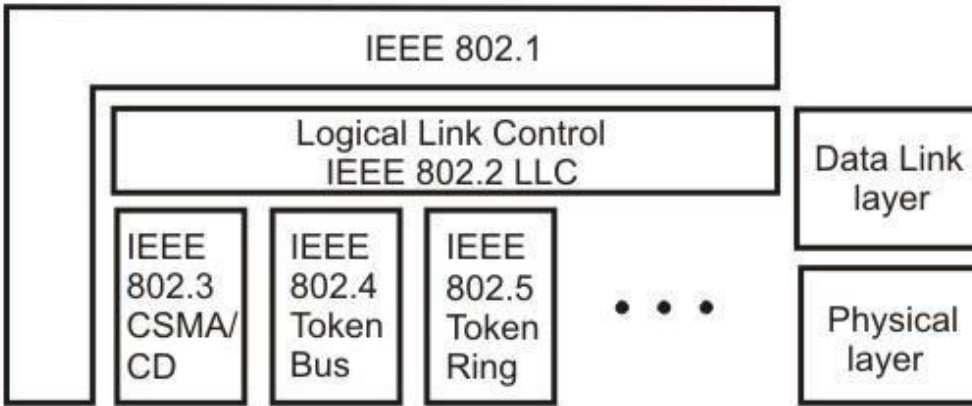 IEEE 802.1
Logical Link Control
IEEE 802.2 LLC
Data Link
layer
IEEE
802.3
CSMA/
CD
IEEE
802.4
Token
Bus
IEEE
802.5
Token
Ring
• • •
Physical
layer